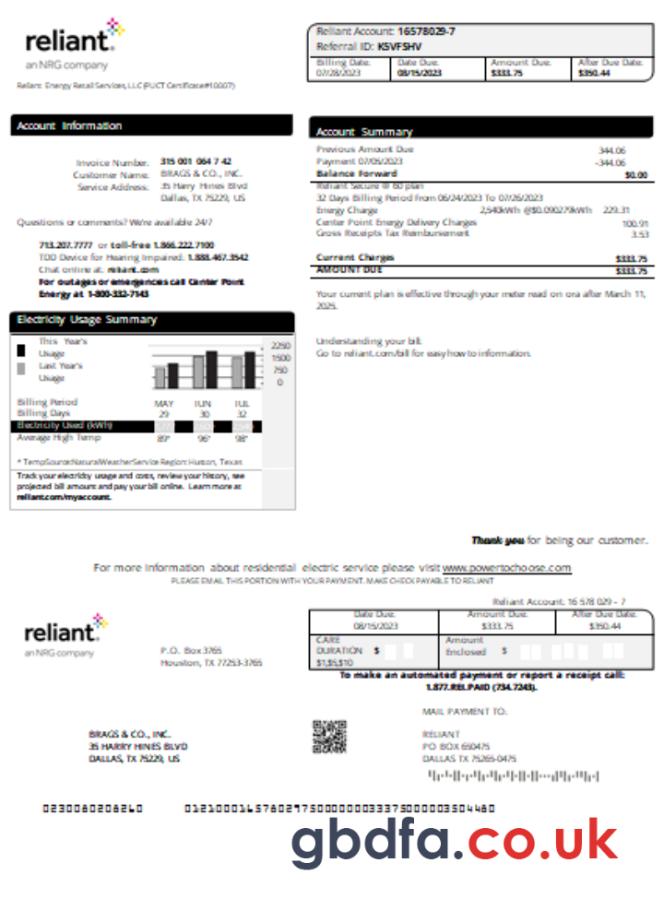 reliant
an NRG company
Reliant Energy Retail Services, LLC (PUCT Certificate #10007)
Reliant Account: 16578029-7
Referral ID: KSVFSHV
Billing Date: Date Due: Amount Due: After Due Date:
07/28/2023 08/15/2023 $333.75 $350.44
Account Information
Invoice Number: 315 001 064 7 42
Customer Name: BRAGS & CO., INC.
Service Address: 35 Harry Hines Blvd
DALLAS, TX 75229, US
Questions or comments? We're available 24/7
713.207.7777 or toll-free 1.866.222.7100
TDD Device for Hearing Impaired: 1.888.467.3542
Chat online at: reliant.com
For outages or emergences call Center Point
Energy at 1-800-332-7143
Account Summary
Previous Amount Due 344.06
Payment 07/05/2023 -344.06
Balance Forward $0.00
Reliant Secure @ 60 plan
32 Days Billing Period From 06/24/2023 To 07/26/2023
Energy Charge 2,540kWh @$0.090279kWh 229.31
Center Point Energy Delivery Charges 100.91
Gross Receipts Tax Reimbursement 3.53
Current Charges $333.75
AMOUNT DUE $333.75
Your current plan is effective through your meter read on ora after March 11,
2025.
Understanding your bill.
Go to reliant.com/bill for easy how to information.
Electricity Usage Summary
This Year's
Usage
Last Year's
Usage
2250
1500
750
0
Billing Period MAY IUN IUL
Billing Days 29 30 32
Electricity Used (kWh)
Average High Temp 89° 96° 98°
* TempSource:NaturalWeatherService Region: Huston, Texas
Track your electricity usage and costs, review your history, see
projected bill amount and pay your bill online. Learn more at
reliant.com/myaccount.
Thank you for being our customer.
For more information about residential electric service please visit www.powertochoose.com
PLEASE EMAIL THIS PORTION WITH YOUR PAYMENT. MAKE CHECK PAYABLE TO RELIANT
Reliant Account: 16 578 029 - 7
reliant
an NRG company
P.O. Box 3765
Houston, TX 77253-3765
Date Due: Amount Due: After Due Date:
08/15/2023 $333.75 $350.44
CARE
DURATION $
$1,$5,$10
Amount
Enclosed $
To make an automated payment or report a receipt call:
1.877.REI.PAID (734.7243).
MAIL PAYMENT TO.
BRAGS & CO., INC.
35 HARRY HINES BLVD
DALLAS, TX 75229, US
RELIANT
PO BOX 650475
DALLAS TX 75265-0475
gbdfa.co.uk